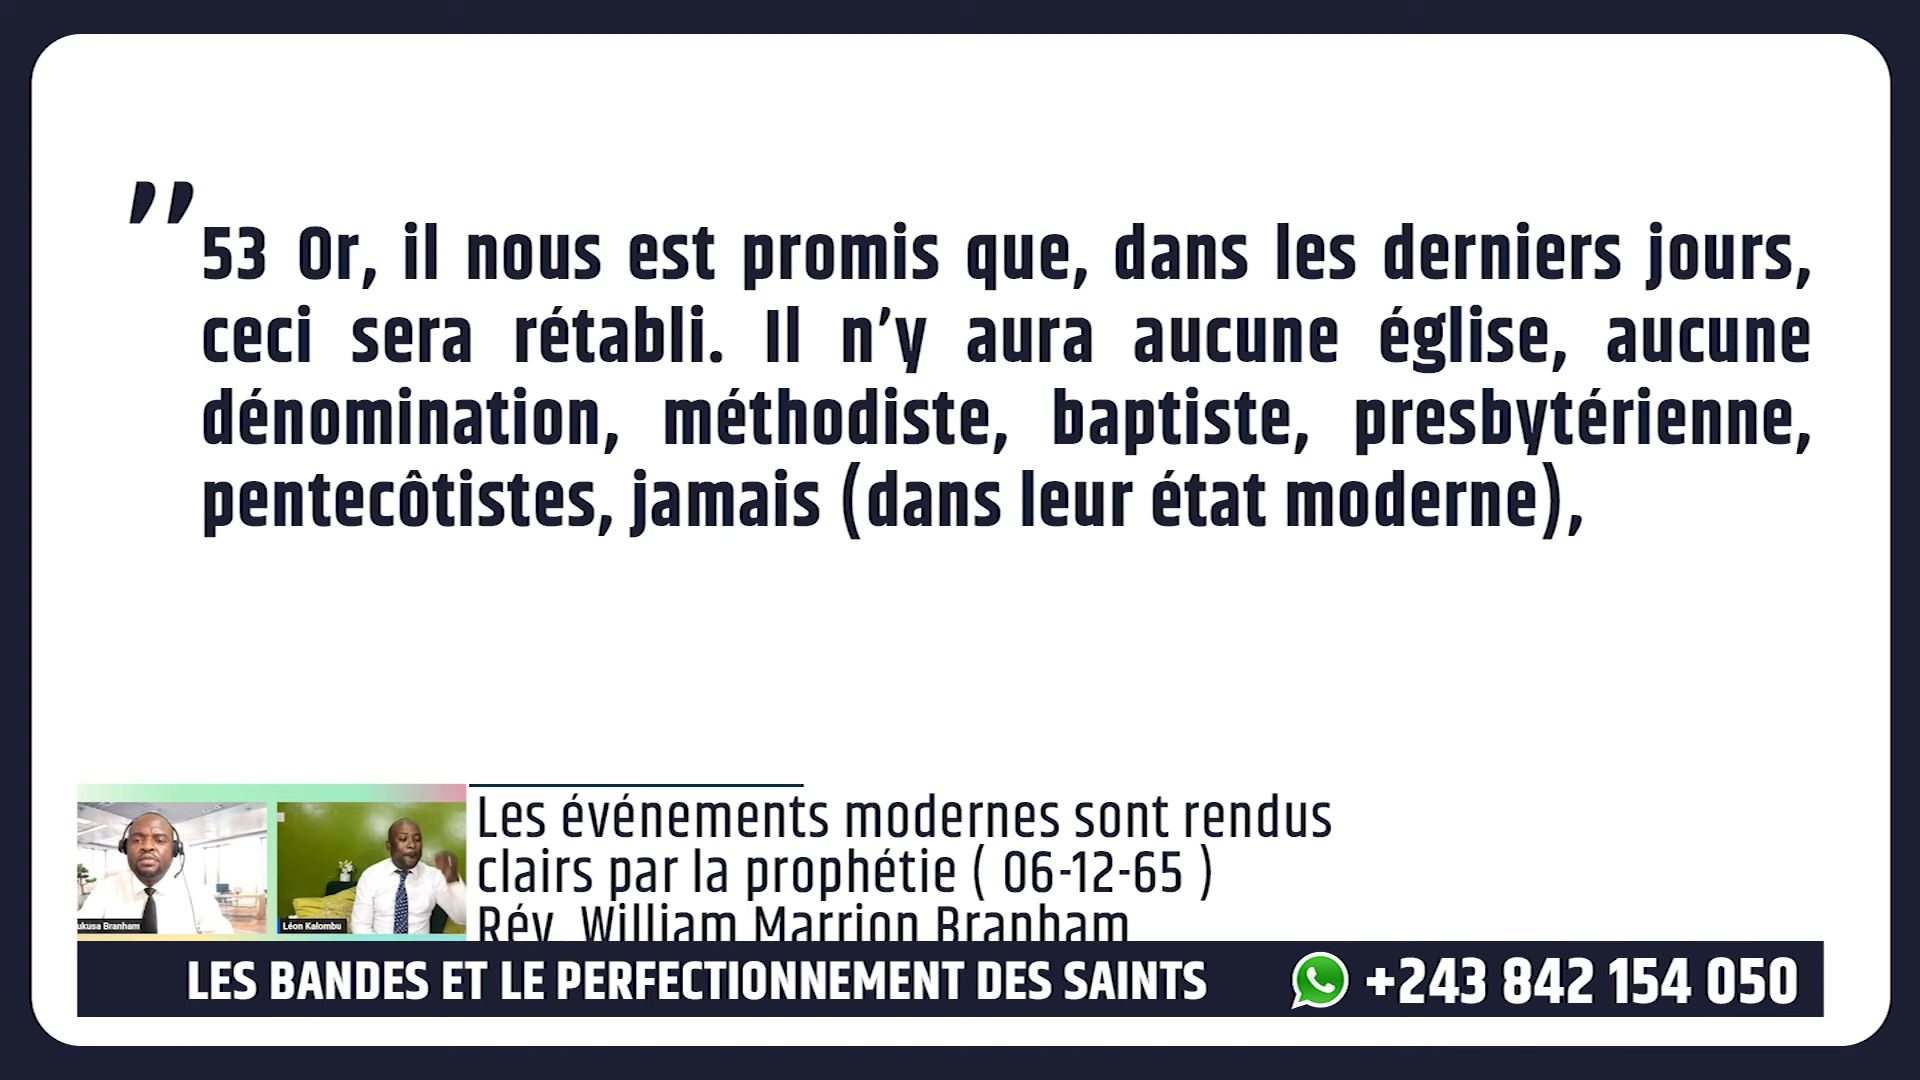 ”
53 Or, il nous est promis que, dans les derniers jours,
ceci sera rétabli. Il n’y aura aucune église, aucune
dénomination, méthodiste, baptiste, presbytérienne,
pentecôtistes, jamais (dans leur état moderne),
Les événements modernes sont rendus
clairs par la prophétie ( 06-12-65 )
Rév. William Marrion Branham
ukusa Branham
Léon Kalombu
LES BANDES ET LE PERFECTIONNEMENT DES SAINTS
+243 842 154 050